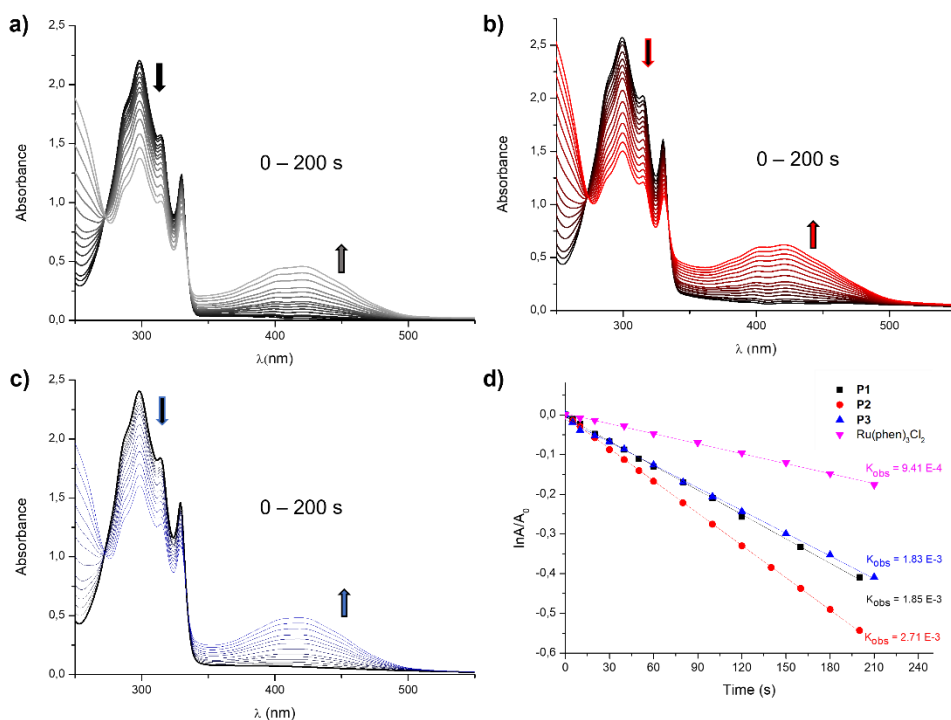 a)
2,5
2,0
1,5
1,0
0,5
0,0
Absorbance
0 – 200 s
300
400
500
λ(nm)
b)
2,5
2,0
1,5
1,0
0,5
0,0
Absorbance
0 – 200 s
300
400
500
λ (nm)
c)
2,5
2,0
1,5
1,0
0,5
0,0
Absorbance
0 – 200 s
300
400
500
λ (nm)
d)
P1
P2
P3
Ru(phen)₃Cl₂
0,0
-0,1
-0,2
-0,3
-0,4
-0,5
-0,6
lnA/A₀
K_obs = 9.41 E-4
K_obs = 1.83 E-3
K_obs = 1.85 E-3
K_obs = 2.71 E-3
0 30 60 90 120 150 180 210 240
Time (s)